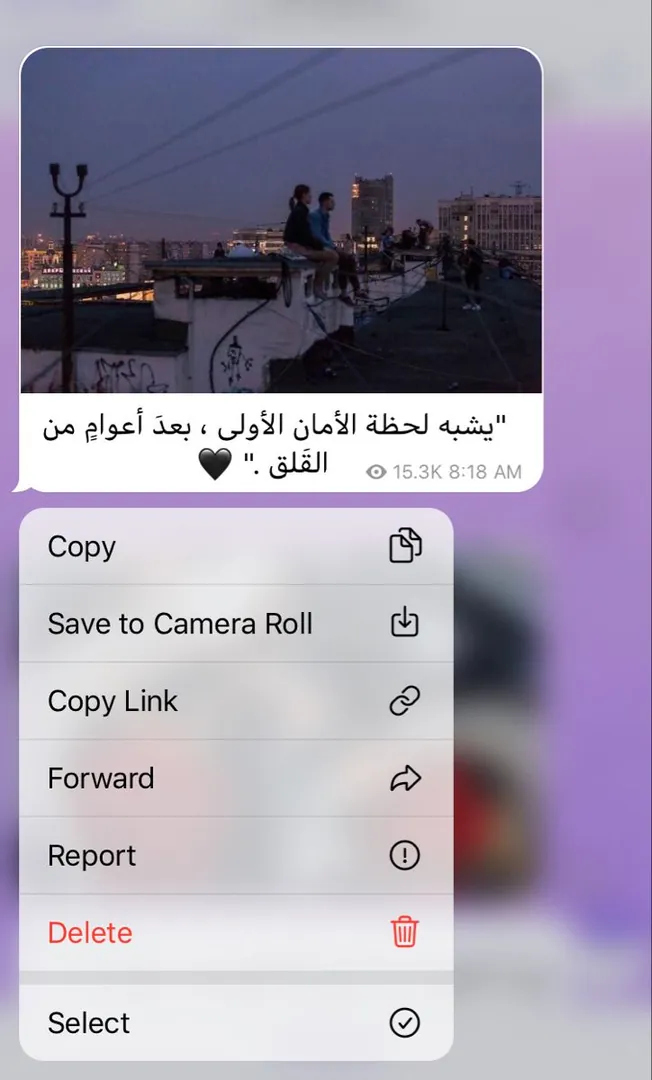 "يشبه لحظة الأمان الأولى ، بعدَ أعوامٍ من
القَلق ." 🖤
15.3K 8:18 AM
Copy
Save to Camera Roll
Copy Link
Forward
Report
Delete
Select